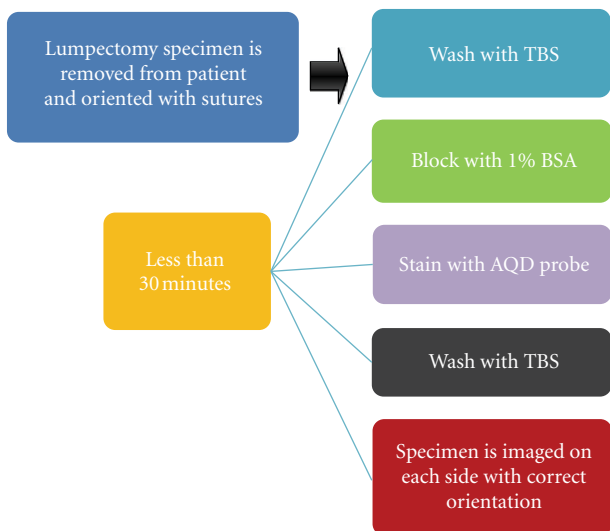 Lumpectomy specimen is
removed from patient
and oriented with sutures
Wash with TBS
Block with 1% BSA
Less than
30 minutes
Stain with AQD probe
Wash with TBS
Specimen is imaged on
each side with correct
orientation